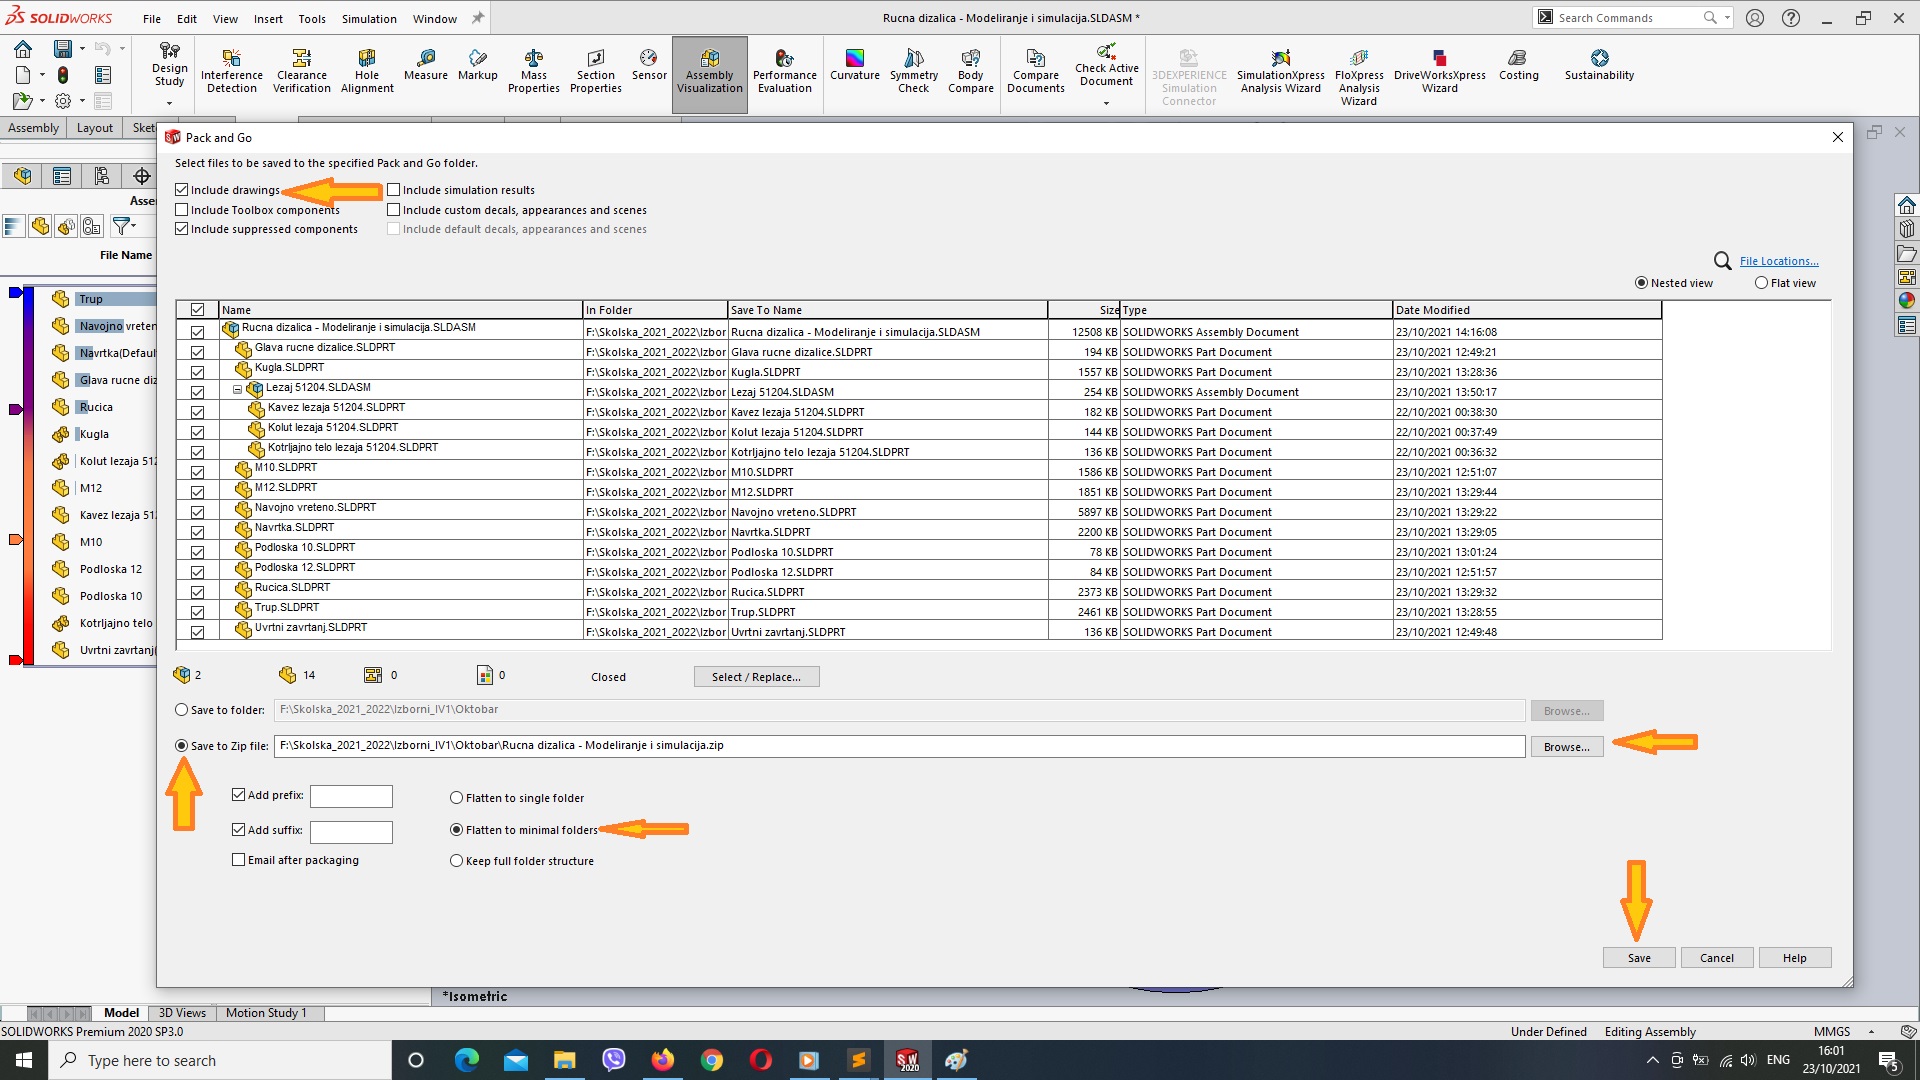 SOLIDWORKS File Edit View Insert Tools Simulation Window Rucna dizalica - Modeliranje i simulacija.SLDASM * Search Commands
Design Study
Interference Detection
Clearance Verification
Hole Alignment
Measure
Markup
Mass Properties
Section Properties
Sensor
Assembly Visualization
Performance Evaluation
Curvature
Symmetry Check
Body Compare
Compare Documents
Check Active Document
3DEXPERIENCE Simulation Connector
SimulationXpress Analysis Wizard
FloXpress Analysis Wizard
DriveWorksXpress Wizard
Costing
Sustainability
Assembly Layout Sket
Asse
File Name
Trup
Navojno vreten
Navrtka(Defaul
Glava rucne diz
Rucica
Kugla
Kolut lezaja 512
M12
Kavez lezaja 512
M10
Podloska 12
Podloska 10
Kotrljajno telo
Uvrtni zavrtanj(
Pack and Go
Select files to be saved to the specified Pack and Go folder.
Include drawings Include simulation results
Include Toolbox components Include custom decals, appearances and scenes
Include suppressed components Include default decals, appearances and scenes
File Locations...
Nested view Flat view
Name In Folder Save To Name Size Type Date Modified
Rucna dizalica - Modeliranje i simulacija.SLDASM F:\Skolska_2021_2022\Izbor Rucna dizalica - Modeliranje i simulacija.SLDASM 12508 KB SOLIDWORKS Assembly Document 23/10/2021 14:16:08
Glava rucne dizalice.SLDPRT F:\Skolska_2021_2022\Izbor Glava rucne dizalice.SLDPRT 194 KB SOLIDWORKS Part Document 23/10/2021 12:49:21
Kugla.SLDPRT F:\Skolska_2021_2022\Izbor Kugla.SLDPRT 1557 KB SOLIDWORKS Part Document 23/10/2021 13:28:36
Lezaj 51204.SLDASM F:\Skolska_2021_2022\Izbor Lezaj 51204.SLDASM 254 KB SOLIDWORKS Assembly Document 23/10/2021 13:50:17
Kavez lezaja 51204.SLDPRT F:\Skolska_2021_2022\Izbor Kavez lezaja 51204.SLDPRT 182 KB SOLIDWORKS Part Document 22/10/2021 00:38:30
Kolut lezaja 51204.SLDPRT F:\Skolska_2021_2022\Izbor Kolut lezaja 51204.SLDPRT 144 KB SOLIDWORKS Part Document 22/10/2021 00:37:49
Kotrljajno telo lezaja 51204.SLDPRT F:\Skolska_2021_2022\Izbor Kotrljajno telo lezaja 51204.SLDPRT 136 KB SOLIDWORKS Part Document 22/10/2021 00:36:32
M10.SLDPRT F:\Skolska_2021_2022\Izbor M10.SLDPRT 1586 KB SOLIDWORKS Part Document 23/10/2021 12:51:07
M12.SLDPRT F:\Skolska_2021_2022\Izbor M12.SLDPRT 1851 KB SOLIDWORKS Part Document 23/10/2021 13:29:44
Navojno vreteno.SLDPRT F:\Skolska_2021_2022\Izbor Navojno vreteno.SLDPRT 5897 KB SOLIDWORKS Part Document 23/10/2021 13:29:22
Navrtka.SLDPRT F:\Skolska_2021_2022\Izbor Navrtka.SLDPRT 2200 KB SOLIDWORKS Part Document 23/10/2021 13:29:05
Podloska 10.SLDPRT F:\Skolska_2021_2022\Izbor Podloska 10.SLDPRT 78 KB SOLIDWORKS Part Document 23/10/2021 13:01:24
Podloska 12.SLDPRT F:\Skolska_2021_2022\Izbor Podloska 12.SLDPRT 84 KB SOLIDWORKS Part Document 23/10/2021 12:51:57
Rucica.SLDPRT F:\Skolska_2021_2022\Izbor Rucica.SLDPRT 2373 KB SOLIDWORKS Part Document 23/10/2021 13:29:32
Trup.SLDPRT F:\Skolska_2021_2022\Izbor Trup.SLDPRT 2461 KB SOLIDWORKS Part Document 23/10/2021 13:28:55
Uvrtni zavrtanj.SLDPRT F:\Skolska_2021_2022\Izbor Uvrtni zavrtanj.SLDPRT 136 KB SOLIDWORKS Part Document 23/10/2021 12:49:48
2 14 0 0 Closed Select / Replace...
Save to folder: F:\Skolska_2021_2022\Izborni_IV1\Oktobar Browse...
Save to Zip file: F:\Skolska_2021_2022\Izborni_IV1\Oktobar\Rucna dizalica - Modeliranje i simulacija.zip Browse...
Add prefix: Flatten to single folder
Add suffix: Flatten to minimal folders
Email after packaging Keep full folder structure
Save Cancel Help
*Isometric
Model 3D Views Motion Study 1
SOLIDWORKS Premium 2020 SP3.0 Under Defined Editing Assembly MMGS
Type here to search SW 2020 ENG 16:01
23/10/2021 5